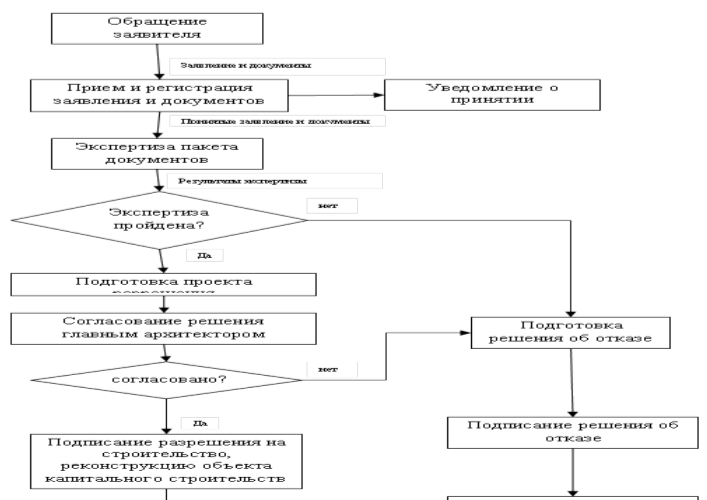 Обращение
заявителя
Заявление и документы
Прием и регистрация
заявления и документов
Уведомление о
принятии
Принятые заявление и документы
Экспертиза пакета
документов
Результаты экспертизы
Экспертиза
пройдена?
нет
Да
Подготовка проекта
Согласование решения
главным архитектором
Подготовка
решения об отказе
согласовано?
нет
Да
Подписание разрешения на
строительство,
реконструкцию объекта
капитального строительств
Подписание решения об
отказе